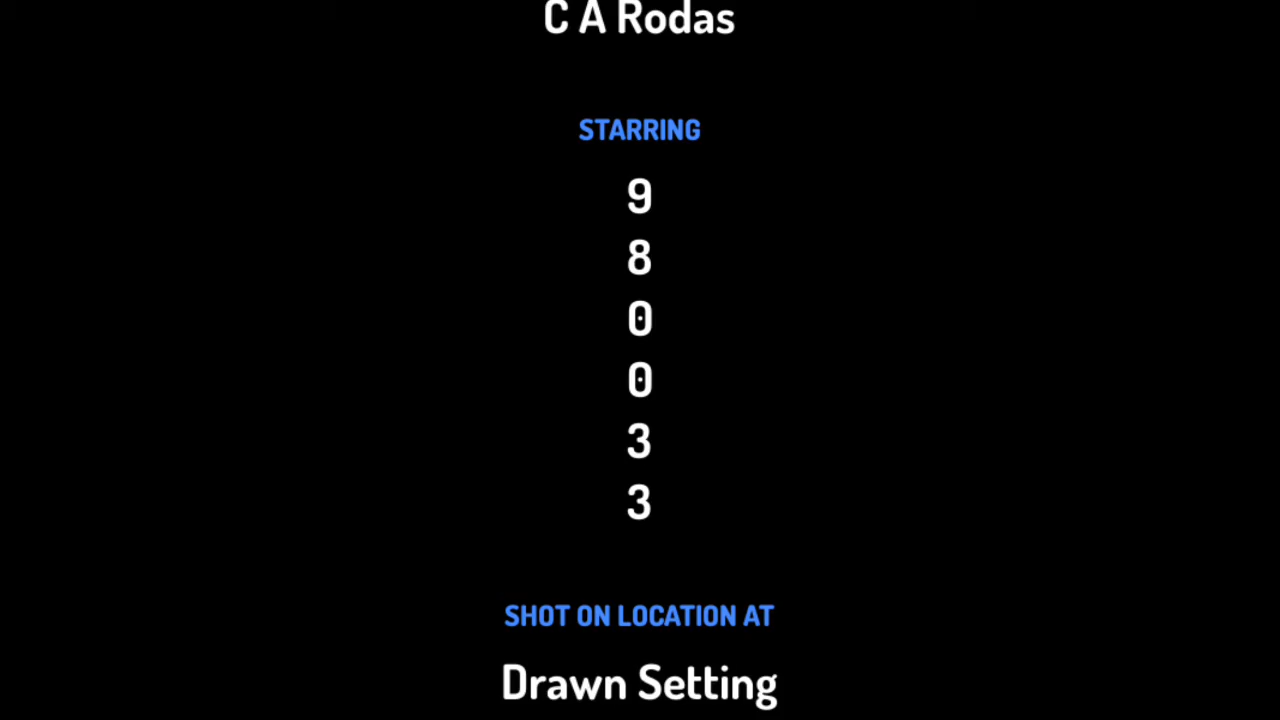 C A Rodas
STARRING
9
8
0
0
3
3
SHOT ON LOCATION AT
Drawn Setting